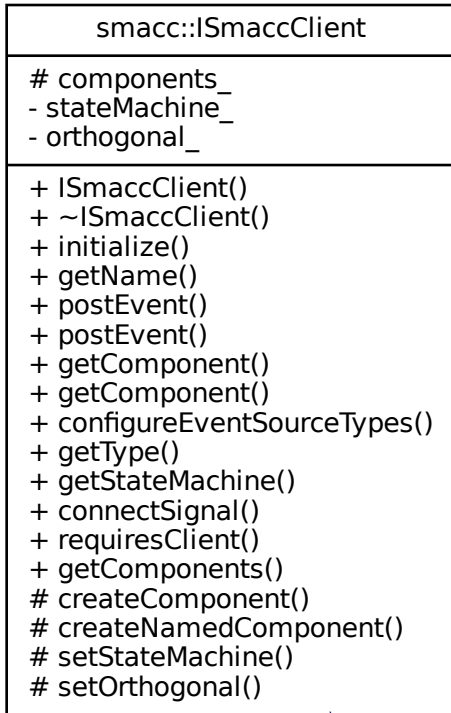 smacc::ISmaccClient
# components_
- stateMachine_
- orthogonal_
+ ISmaccClient()
+ ~ISmaccClient()
+ initialize()
+ getName()
+ postEvent()
+ postEvent()
+ getComponent()
+ getComponent()
+ configureEventSourceTypes()
+ getType()
+ getStateMachine()
+ connectSignal()
+ requiresClient()
+ getComponents()
# createComponent()
# createNamedComponent()
# setStateMachine()
# setOrthogonal()